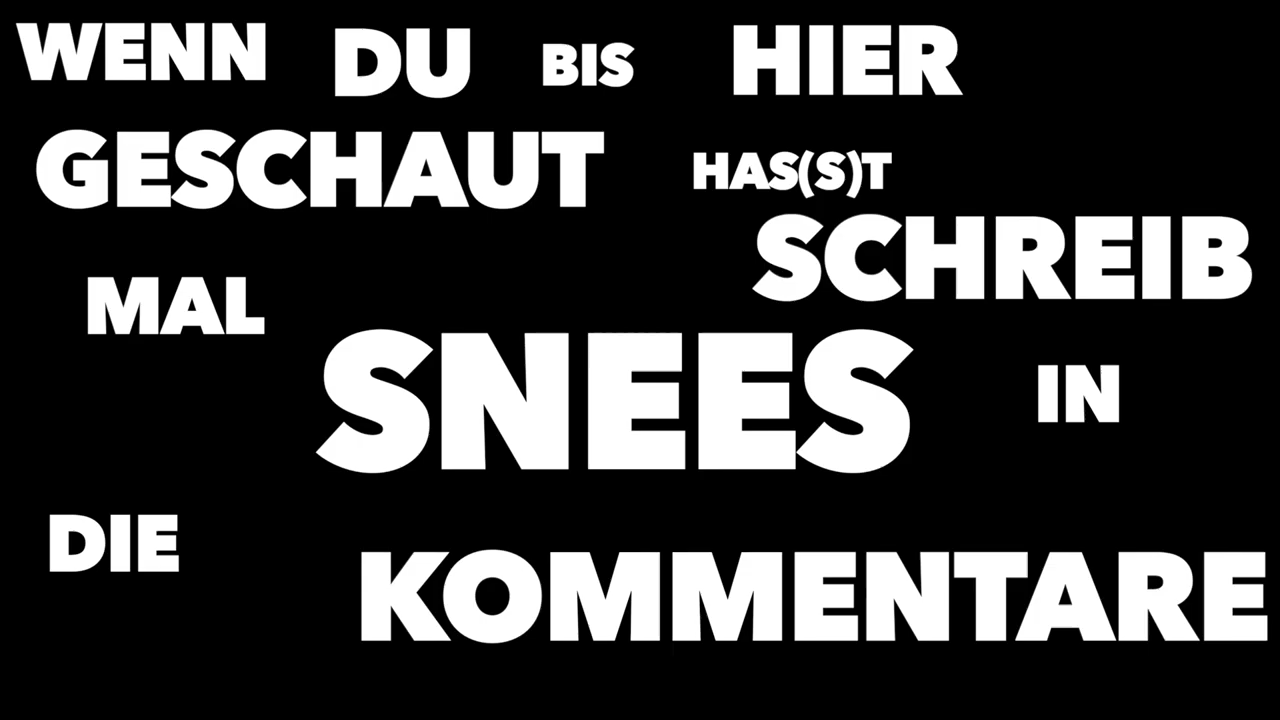 WENN DU BIS HIER
GESCHAUT HAS(S)T
SCHREIB
MAL
SNEES IN
DIE KOMMENTARE